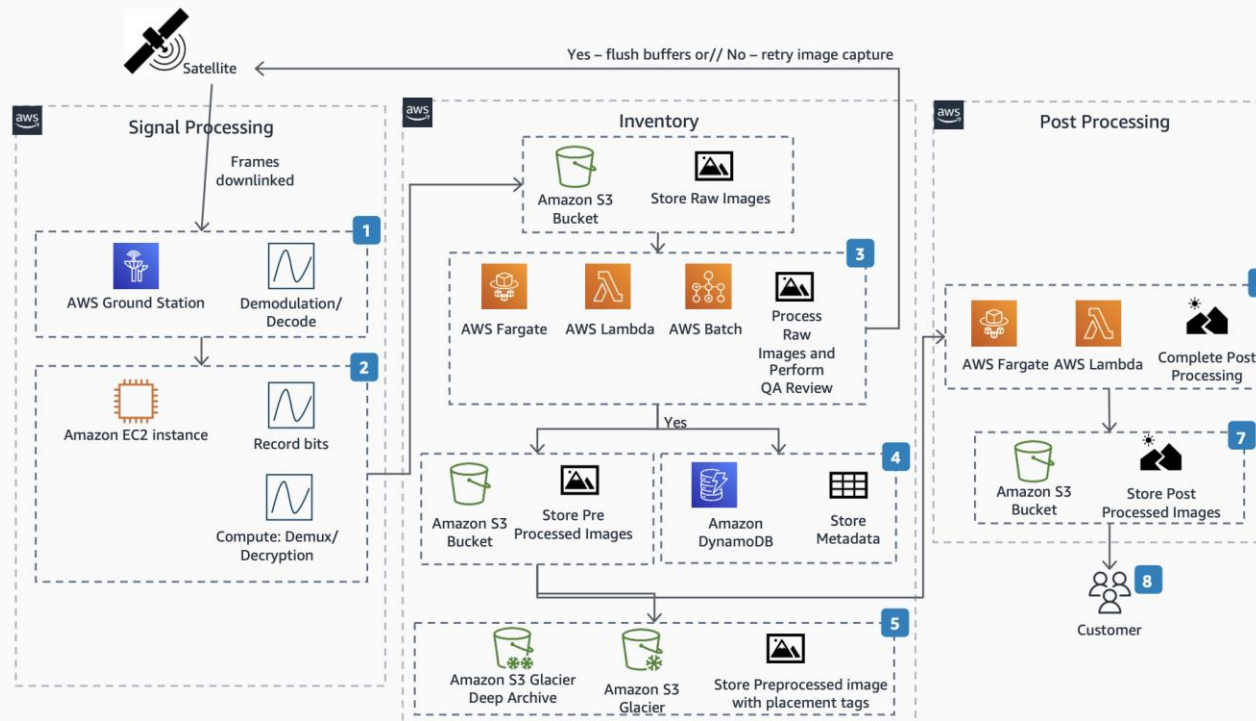 Satellite
Yes – flush buffers or// No – retry image capture
aws
Signal Processing
Frames
downlinked
1
AWS Ground Station
Demodulation/
Decode
2
Amazon EC2 instance
Record bits
Compute: Demux/
Decryption
aws
Inventory
Amazon S3
Bucket
Store Raw Images
3
AWS Fargate
AWS Lambda
AWS Batch
Process
Raw
Images and
Perform
QA Review
Yes
Amazon S3
Bucket
Store Pre
Processed Images
4
Amazon
DynamoDB
Store
Metadata
5
Amazon S3 Glacier
Deep Archive
Amazon S3
Glacier
Store Preprocessed image
with placement tags
aws
Post Processing
AWS Fargate
AWS Lambda
Complete Post
Processing
7
Amazon S3
Bucket
Store Post
Processed Images
8
Customer